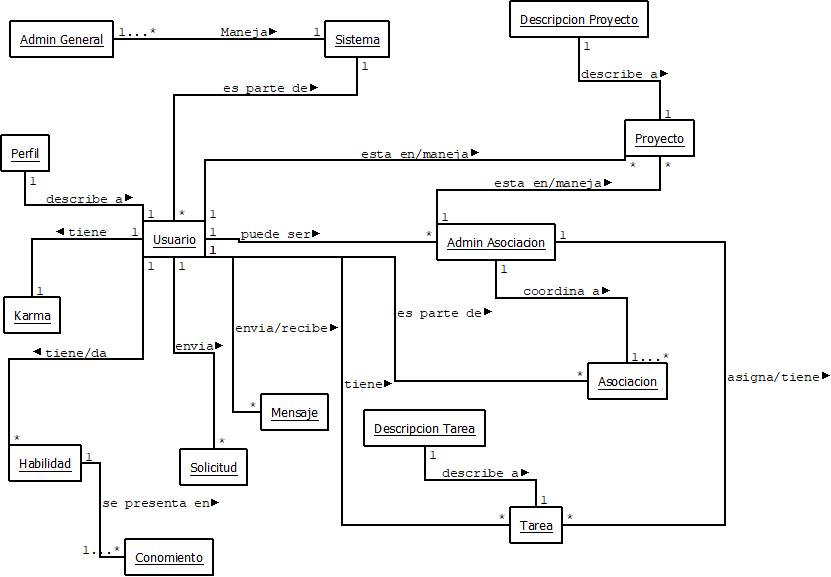 Descripcion Proyecto
Admin General
1...*
Maneja
1
Sistema
1
1
describe a
es parte de
1
Proyecto
Perfil
esta en/maneja
*
*
1
esta en/maneja
describe a
1
*
1
1
tiene
1
Usuario
1
puede ser
*
Admin Asociacion
1
1
1
1
1
1
Karma
coordina a
es parte de
envia/recibe
envia
tiene/da
1...*
tiene
*
Asociacion
asigna/tiene
*
Mensaje
Descripcion Tarea
*
*
Habilidad
1
Solicitud
1
describe a
se presenta en
1
*
Tarea
*
1...*
Conomiento